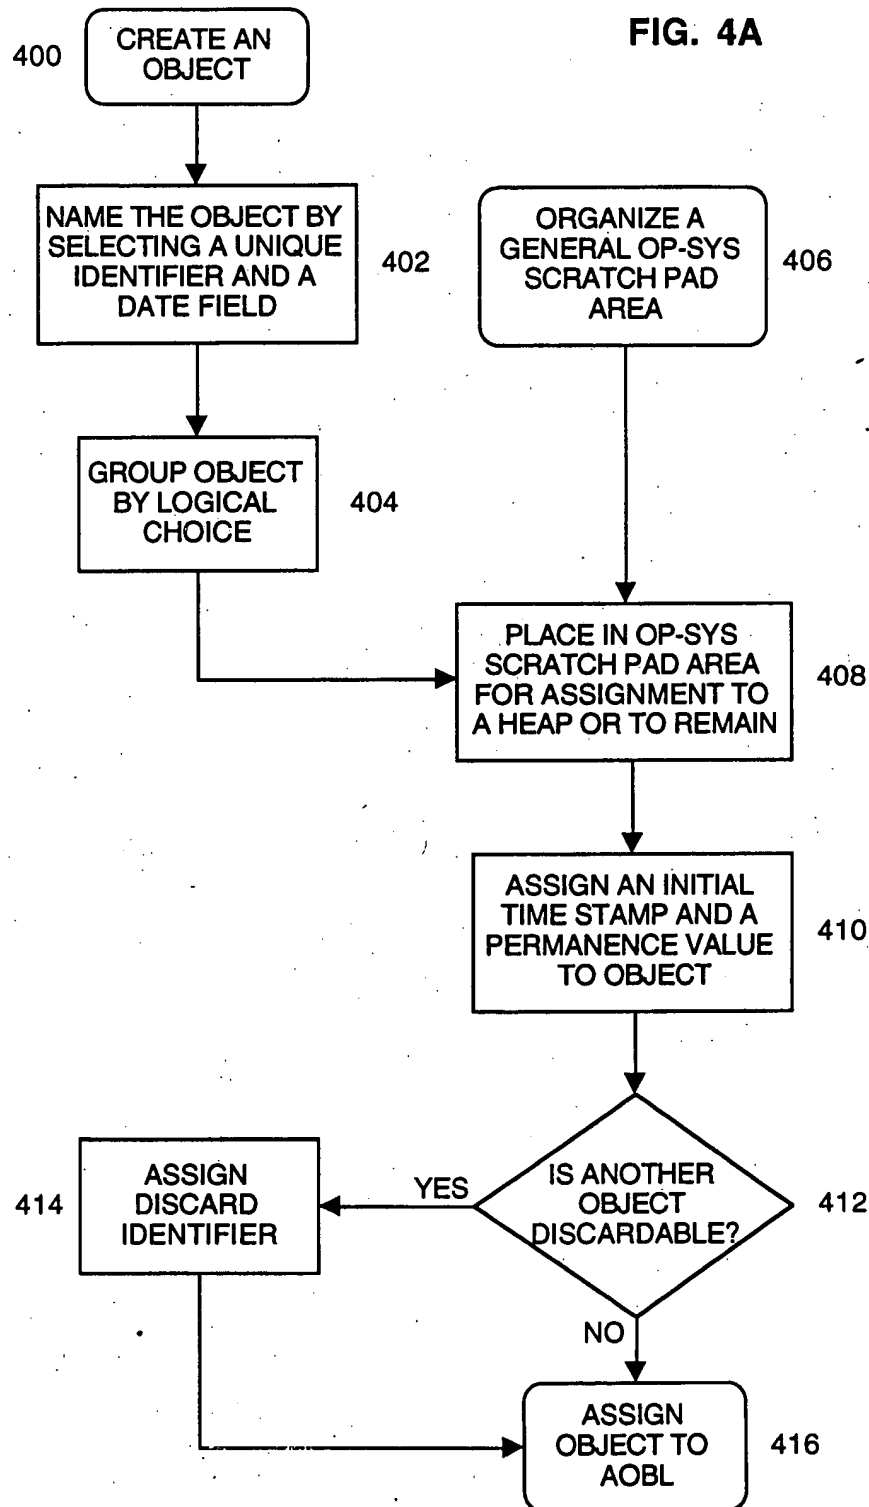 FIG. 4A
400
CREATE AN
OBJECT
NAME THE OBJECT BY
SELECTING A UNIQUE
IDENTIFIER AND A
DATE FIELD
402
ORGANIZE A
GENERAL OP-SYS
SCRATCH PAD
AREA
406
GROUP OBJECT
BY LOGICAL
CHOICE
404
PLACE IN OP-SYS
SCRATCH PAD AREA
FOR ASSIGNMENT TO
A HEAP OR TO REMAIN
408
ASSIGN AN INITIAL
TIME STAMP AND A
PERMANENCE VALUE
TO OBJECT
410
IS ANOTHER
OBJECT
DISCARDABLE?
412
YES
414
ASSIGN
DISCARD
IDENTIFIER
NO
ASSIGN
OBJECT TO
AOBL
416